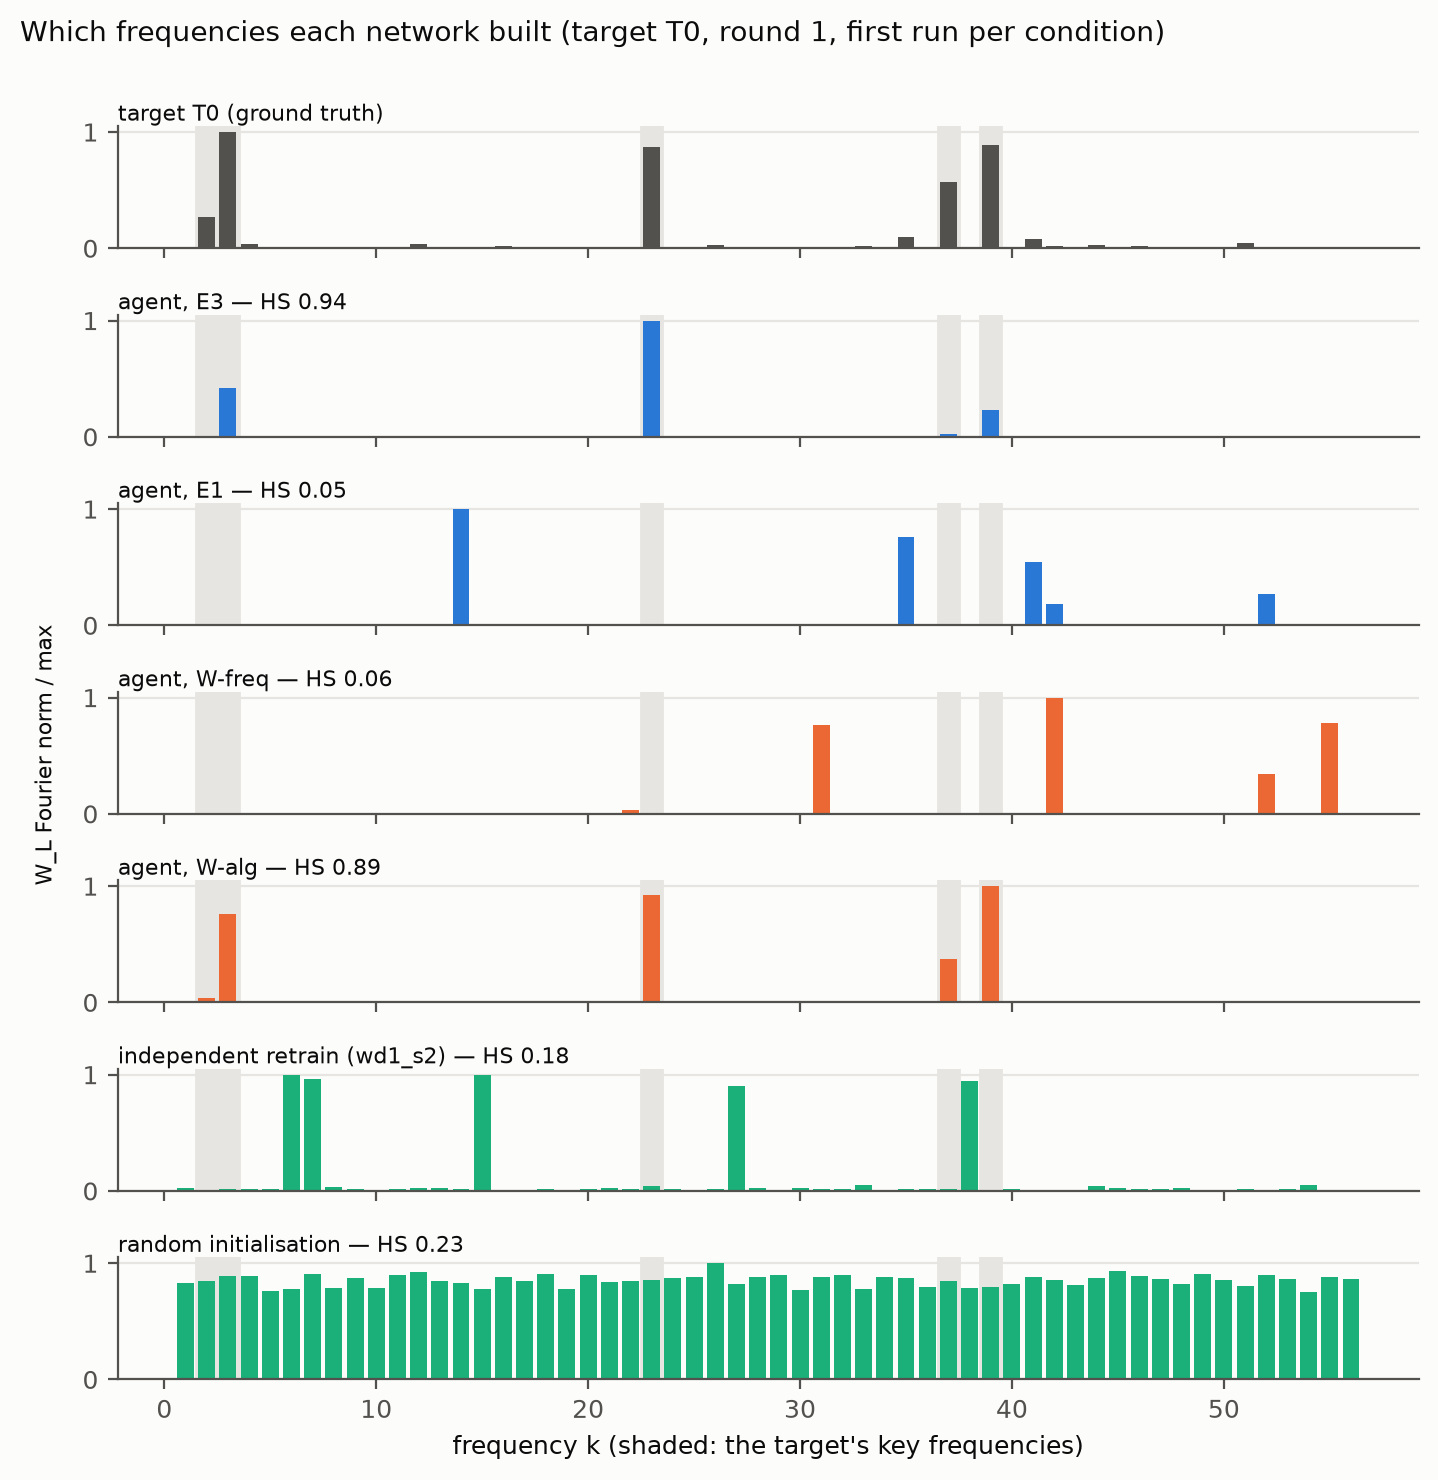 Which frequencies each network built (target T0, round 1, first run per condition)
target T0 (ground truth)
1
0
agent, E3 — HS 0.94
1
0
agent, E1 — HS 0.05
1
0
agent, W-freq — HS 0.06
1
0
agent, W-alg — HS 0.89
1
0
independent retrain (wd1_s2) — HS 0.18
1
0
random initialisation — HS 0.23
1
0
0 10 20 30 40 50
frequency k (shaded: the target's key frequencies)
W_L Fourier norm / max